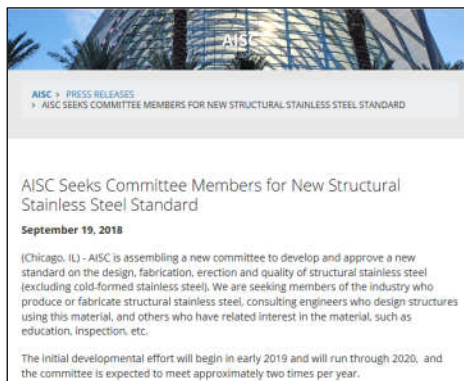 AISC
AISC > PRESS RELEASES
> AISC SEEKS COMMITTEE MEMBERS FOR NEW STRUCTURAL STAINLESS STEEL STANDARD
AISC Seeks Committee Members for New Structural
Stainless Steel Standard
September 19, 2018
(Chicago, IL) - AISC is assembling a new committee to develop and approve a new
standard on the design, fabrication, erection and quality of structural stainless steel
(excluding cold-formed stainless steel). We are seeking members of the industry who
produce or fabricate structural stainless steel, consulting engineers who design structures
using this material, and others who have related interest in the material, such as
education, inspection, etc.
The initial developmental effort will begin in early 2019 and will run through 2020, and
the committee is expected to meet approximately two times per year.